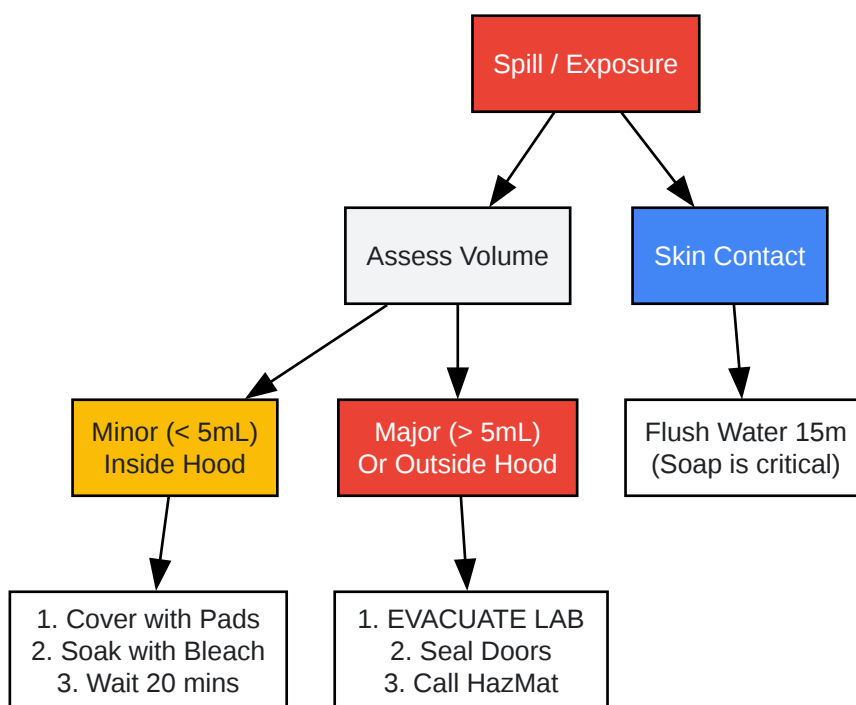 Spill / Exposure
Assess Volume
Skin Contact
Minor (< 5mL)
Inside Hood
Major (> 5mL)
Or Outside Hood
Flush Water 15m
(Soap is critical)
1. Cover with Pads
2. Soak with Bleach
3. Wait 20 mins
1. EVACUATE LAB
2. Seal Doors
3. Call HazMat